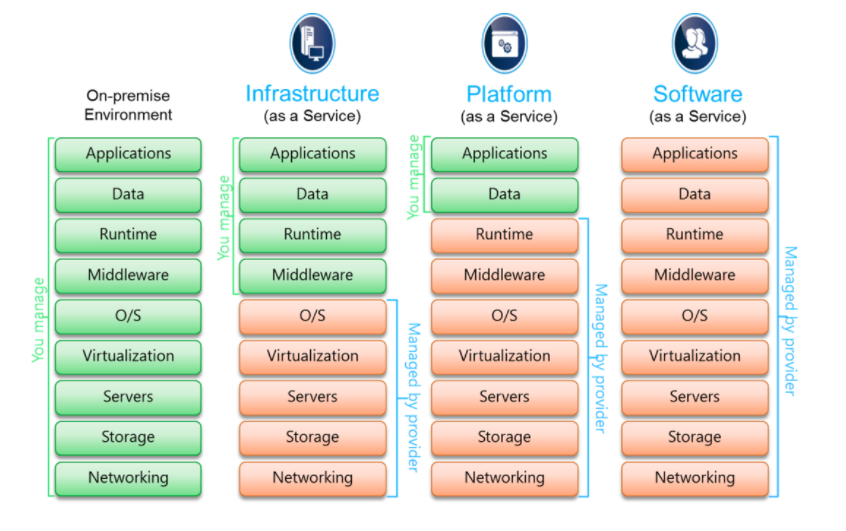 On-premise
Environment
Infrastructure
(as a Service)
Platform
(as a Service)
Software
(as a Service)
You manage
Applications
Data
Runtime
Middleware
O/S
Virtualization
Servers
Storage
Networking
You manage
Applications
Data
Runtime
Middleware
O/S
Virtualization
Servers
Storage
Networking
Managed by provider
You manage
Applications
Data
Runtime
Middleware
O/S
Virtualization
Servers
Storage
Networking
Managed by provider
Applications
Data
Runtime
Middleware
O/S
Virtualization
Servers
Storage
Networking
Managed by provider